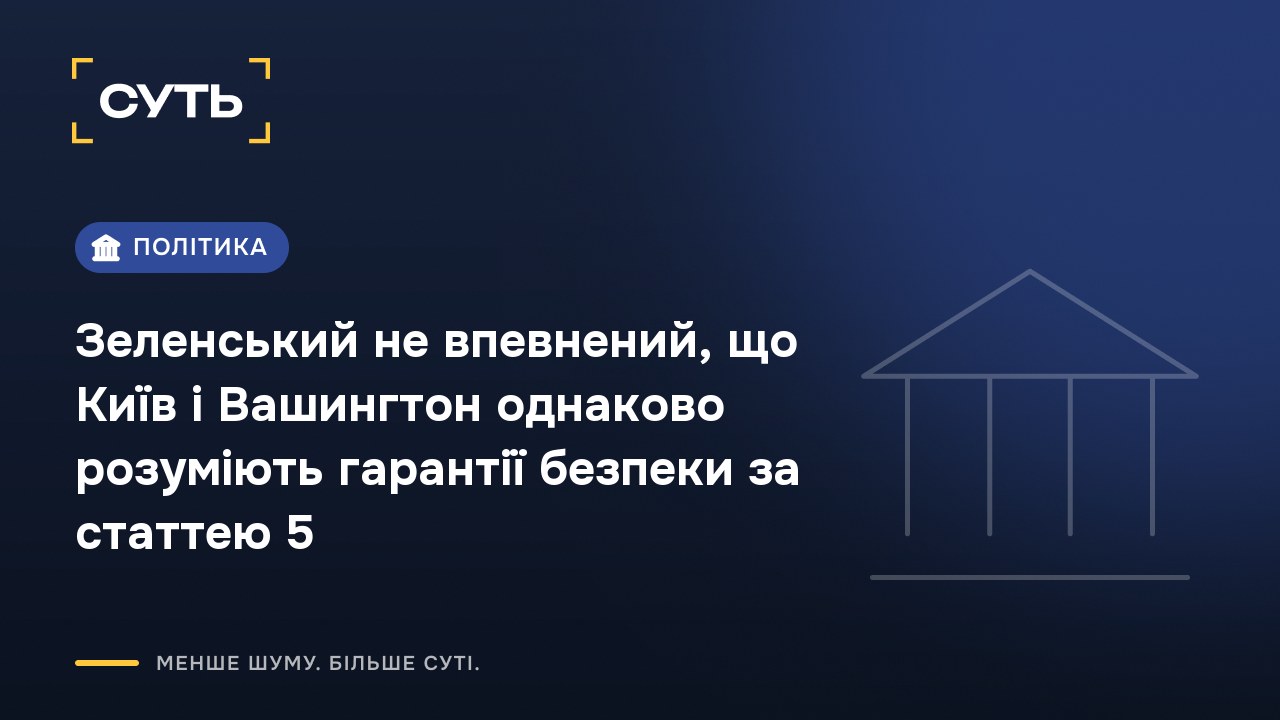 СУТЬ
ПОЛІТИКА
Зеленський не впевнений, що
Київ і Вашингтон однаково
розуміють гарантії безпеки за
статтею 5
МЕНШЕ ШУМУ. БІЛЬШЕ СУТІ.